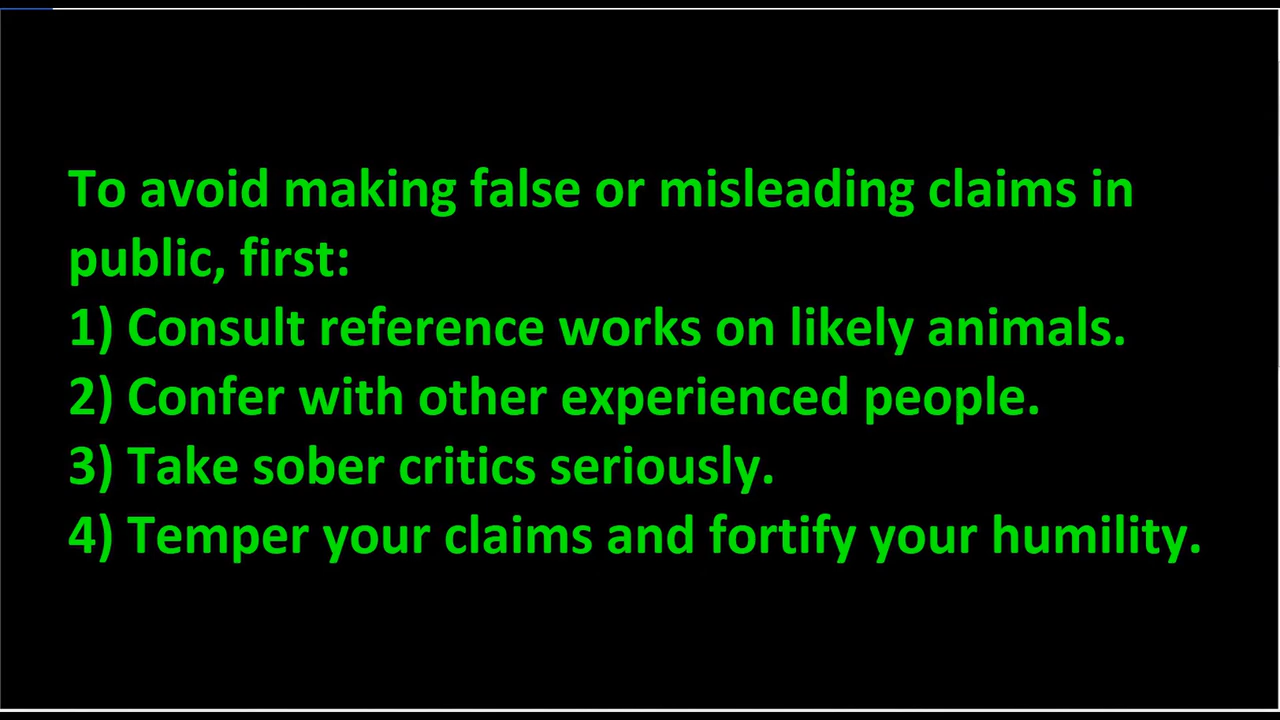 To avoid making false or misleading claims in
public, first:
1) Consult reference works on likely animals.
2) Confer with other experienced people.
3) Take sober critics seriously.
4) Temper your claims and fortify your humility.